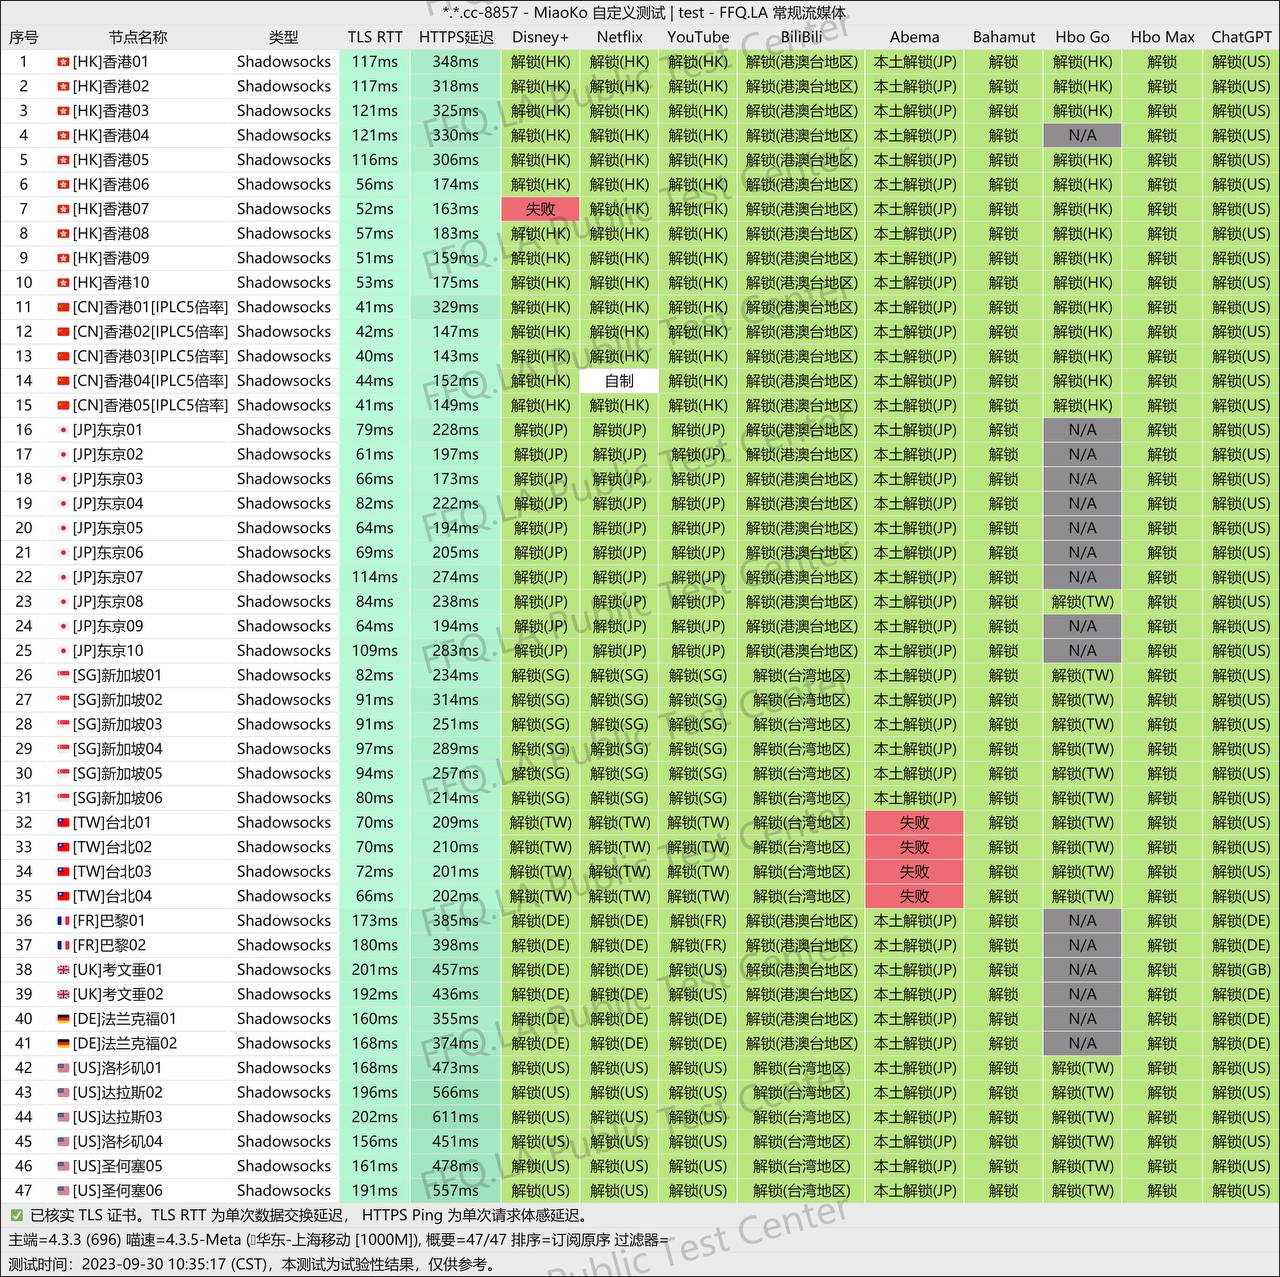 *.*.cc-8857 - MiaoKo 自定义测试 | test - FFQ.LA 常规流媒体
序号 节点名称 类型 TLS RTT HTTPS延迟 Disney+ Netflix YouTube BiliBili Abema Bahamut Hbo Go Hbo Max ChatGPT
1 [HK]香港01 Shadowsocks 117ms 348ms 解锁(HK) 解锁(HK) 解锁(HK) 解锁(港澳台地区) 本土解锁(JP) 解锁 解锁(HK) 解锁 解锁(US)
2 [HK]香港02 Shadowsocks 117ms 318ms 解锁(HK) 解锁(HK) 解锁(HK) 解锁(港澳台地区) 本土解锁(JP) 解锁 解锁(HK) 解锁 解锁(US)
3 [HK]香港03 Shadowsocks 121ms 325ms 解锁(HK) 解锁(HK) 解锁(HK) 解锁(港澳台地区) 本土解锁(JP) 解锁 解锁(HK) 解锁 解锁(US)
4 [HK]香港04 Shadowsocks 121ms 330ms 解锁(HK) 解锁(HK) 解锁(HK) 解锁(港澳台地区) 本土解锁(JP) 解锁 N/A 解锁 解锁(US)
5 [HK]香港05 Shadowsocks 116ms 306ms 解锁(HK) 解锁(HK) 解锁(HK) 解锁(港澳台地区) 本土解锁(JP) 解锁 解锁(HK) 解锁 解锁(US)
6 [HK]香港06 Shadowsocks 56ms 174ms 解锁(HK) 解锁(HK) 解锁(HK) 解锁(港澳台地区) 本土解锁(JP) 解锁 解锁(HK) 解锁 解锁(US)
7 [HK]香港07 Shadowsocks 52ms 163ms 失败 解锁(HK) 解锁(HK) 解锁(港澳台地区) 本土解锁(JP) 解锁 解锁(HK) 解锁 解锁(US)
8 [HK]香港08 Shadowsocks 57ms 183ms 解锁(HK) 解锁(HK) 解锁(HK) 解锁(港澳台地区) 本土解锁(JP) 解锁 解锁(HK) 解锁 解锁(US)
9 [HK]香港09 Shadowsocks 51ms 159ms 解锁(HK) 解锁(HK) 解锁(HK) 解锁(港澳台地区) 本土解锁(JP) 解锁 解锁(HK) 解锁 解锁(US)
10 [HK]香港10 Shadowsocks 53ms 175ms 解锁(HK) 解锁(HK) 解锁(HK) 解锁(港澳台地区) 本土解锁(JP) 解锁 解锁(HK) 解锁 解锁(US)
11 [CN]香港01[IPLC5倍率] Shadowsocks 41ms 329ms 解锁(HK) 解锁(HK) 解锁(HK) 解锁(港澳台地区) 本土解锁(JP) 解锁 解锁(HK) 解锁 解锁(US)
12 [CN]香港02[IPLC5倍率] Shadowsocks 42ms 147ms 解锁(HK) 解锁(HK) 解锁(HK) 解锁(港澳台地区) 本土解锁(JP) 解锁 解锁(HK) 解锁 解锁(US)
13 [CN]香港03[IPLC5倍率] Shadowsocks 40ms 143ms 解锁(HK) 解锁(HK) 解锁(HK) 解锁(港澳台地区) 本土解锁(JP) 解锁 解锁(HK) 解锁 解锁(US)
14 [CN]香港04[IPLC5倍率] Shadowsocks 44ms 152ms 解锁(HK) 自制 解锁(HK) 解锁(港澳台地区) 本土解锁(JP) 解锁 解锁(HK) 解锁 解锁(US)
15 [CN]香港05[IPLC5倍率] Shadowsocks 41ms 149ms 解锁(HK) 解锁(HK) 解锁(HK) 解锁(港澳台地区) 本土解锁(JP) 解锁 解锁(HK) 解锁 解锁(US)
16 [JP]东京01 Shadowsocks 79ms 228ms 解锁(JP) 解锁(JP) 解锁(JP) 解锁(港澳台地区) 本土解锁(JP) 解锁 N/A 解锁 解锁(US)
17 [JP]东京02 Shadowsocks 61ms 197ms 解锁(JP) 解锁(JP) 解锁(JP) 解锁(港澳台地区) 本土解锁(JP) 解锁 N/A 解锁 解锁(US)
18 [JP]东京03 Shadowsocks 66ms 173ms 解锁(JP) 解锁(JP) 解锁(JP) 解锁(港澳台地区) 本土解锁(JP) 解锁 N/A 解锁 解锁(US)
19 [JP]东京04 Shadowsocks 82ms 222ms 解锁(JP) 解锁(JP) 解锁(JP) 解锁(港澳台地区) 本土解锁(JP) 解锁 N/A 解锁 解锁(US)
20 [JP]东京05 Shadowsocks 64ms 194ms 解锁(JP) 解锁(JP) 解锁(JP) 解锁(港澳台地区) 本土解锁(JP) 解锁 N/A 解锁 解锁(US)
21 [JP]东京06 Shadowsocks 69ms 205ms 解锁(JP) 解锁(JP) 解锁(JP) 解锁(港澳台地区) 本土解锁(JP) 解锁 N/A 解锁 解锁(US)
22 [JP]东京07 Shadowsocks 114ms 274ms 解锁(JP) 解锁(JP) 解锁(JP) 解锁(港澳台地区) 本土解锁(JP) 解锁 N/A 解锁 解锁(US)
23 [JP]东京08 Shadowsocks 84ms 238ms 解锁(JP) 解锁(JP) 解锁(JP) 解锁(港澳台地区) 本土解锁(JP) 解锁 解锁(TW) 解锁 解锁(US)
24 [JP]东京09 Shadowsocks 64ms 194ms 解锁(JP) 解锁(JP) 解锁(JP) 解锁(港澳台地区) 本土解锁(JP) 解锁 N/A 解锁 解锁(US)
25 [JP]东京10 Shadowsocks 109ms 283ms 解锁(JP) 解锁(JP) 解锁(JP) 解锁(港澳台地区) 本土解锁(JP) 解锁 N/A 解锁 解锁(US)
26 [SG]新加坡01 Shadowsocks 82ms 234ms 解锁(SG) 解锁(SG) 解锁(SG) 解锁(台湾地区) 本土解锁(JP) 解锁 解锁(TW) 解锁 解锁(US)
27 [SG]新加坡02 Shadowsocks 91ms 314ms 解锁(SG) 解锁(SG) 解锁(SG) 解锁(台湾地区) 本土解锁(JP) 解锁 解锁(TW) 解锁 解锁(US)
28 [SG]新加坡03 Shadowsocks 91ms 251ms 解锁(SG) 解锁(SG) 解锁(SG) 解锁(台湾地区) 本土解锁(JP) 解锁 解锁(TW) 解锁 解锁(US)
29 [SG]新加坡04 Shadowsocks 97ms 289ms 解锁(SG) 解锁(SG) 解锁(SG) 解锁(台湾地区) 本土解锁(JP) 解锁 解锁(TW) 解锁 解锁(US)
30 [SG]新加坡05 Shadowsocks 94ms 257ms 解锁(SG) 解锁(SG) 解锁(SG) 解锁(台湾地区) 本土解锁(JP) 解锁 解锁(TW) 解锁 解锁(US)
31 [SG]新加坡06 Shadowsocks 80ms 214ms 解锁(SG) 解锁(SG) 解锁(SG) 解锁(台湾地区) 本土解锁(JP) 解锁 解锁(TW) 解锁 解锁(US)
32 [TW]台北01 Shadowsocks 70ms 209ms 解锁(TW) 解锁(TW) 解锁(TW) 解锁(台湾地区) 失败 解锁 解锁(TW) 解锁 解锁(US)
33 [TW]台北02 Shadowsocks 70ms 210ms 解锁(TW) 解锁(TW) 解锁(TW) 解锁(台湾地区) 失败 解锁 解锁(TW) 解锁 解锁(US)
34 [TW]台北03 Shadowsocks 72ms 201ms 解锁(TW) 解锁(TW) 解锁(TW) 解锁(台湾地区) 失败 解锁 解锁(TW) 解锁 解锁(US)
35 [TW]台北04 Shadowsocks 66ms 202ms 解锁(TW) 解锁(TW) 解锁(TW) 解锁(台湾地区) 失败 解锁 解锁(TW) 解锁 解锁(US)
36 [FR]巴黎01 Shadowsocks 173ms 385ms 解锁(DE) 解锁(DE) 解锁(FR) 解锁(港澳台地区) 本土解锁(JP) 解锁 N/A 解锁 解锁(DE)
37 [FR]巴黎02 Shadowsocks 180ms 398ms 解锁(DE) 解锁(DE) 解锁(FR) 解锁(港澳台地区) 本土解锁(JP) 解锁 N/A 解锁 解锁(DE)
38 [UK]考文垂01 Shadowsocks 201ms 457ms 解锁(DE) 解锁(DE) 解锁(US) 解锁(港澳台地区) 本土解锁(JP) 解锁 N/A 解锁 解锁(GB)
39 [UK]考文垂02 Shadowsocks 192ms 436ms 解锁(DE) 解锁(DE) 解锁(US) 解锁(港澳台地区) 本土解锁(JP) 解锁 N/A 解锁 解锁(DE)
40 [DE]法兰克福01 Shadowsocks 160ms 355ms 解锁(DE) 解锁(DE) 解锁(DE) 解锁(港澳台地区) 本土解锁(JP) 解锁 N/A 解锁 解锁(DE)
41 [DE]法兰克福02 Shadowsocks 168ms 374ms 解锁(DE) 解锁(DE) 解锁(DE) 解锁(港澳台地区) 本土解锁(JP) 解锁 N/A 解锁 解锁(DE)
42 [US]洛杉矶01 Shadowsocks 168ms 473ms 解锁(US) 解锁(US) 解锁(US) 解锁(台湾地区) 本土解锁(JP) 解锁 解锁(TW) 解锁 解锁(US)
43 [US]达拉斯02 Shadowsocks 196ms 566ms 解锁(US) 解锁(US) 解锁(US) 解锁(台湾地区) 本土解锁(JP) 解锁 解锁(TW) 解锁 解锁(US)
44 [US]达拉斯03 Shadowsocks 202ms 611ms 解锁(US) 解锁(US) 解锁(US) 解锁(台湾地区) 本土解锁(JP) 解锁 解锁(TW) 解锁 解锁(US)
45 [US]洛杉矶04 Shadowsocks 156ms 451ms 解锁(US) 解锁(US) 解锁(US) 解锁(台湾地区) 本土解锁(JP) 解锁 解锁(TW) 解锁 解锁(US)
46 [US]圣何塞05 Shadowsocks 161ms 478ms 解锁(US) 解锁(US) 解锁(US) 解锁(台湾地区) 本土解锁(JP) 解锁 解锁(TW) 解锁 解锁(US)
47 [US]圣何塞06 Shadowsocks 191ms 557ms 解锁(US) 解锁(US) 解锁(US) 解锁(台湾地区) 本土解锁(JP) 解锁 解锁(TW) 解锁 解锁(US)
✅ 已核实 TLS 证书。TLS RTT 为单次数据交换延迟， HTTPS Ping 为单次请求体感延迟。
主端=4.3.3 (696) 喵速=4.3.5-Meta (华东-上海移动 [1000M]), 概要=47/47 排序=订阅原序 过滤器=
测试时间：2023-09-30 10:35:17 (CST)，本测试为试验性结果，仅供参考。
FFQ.LA Public Test Center